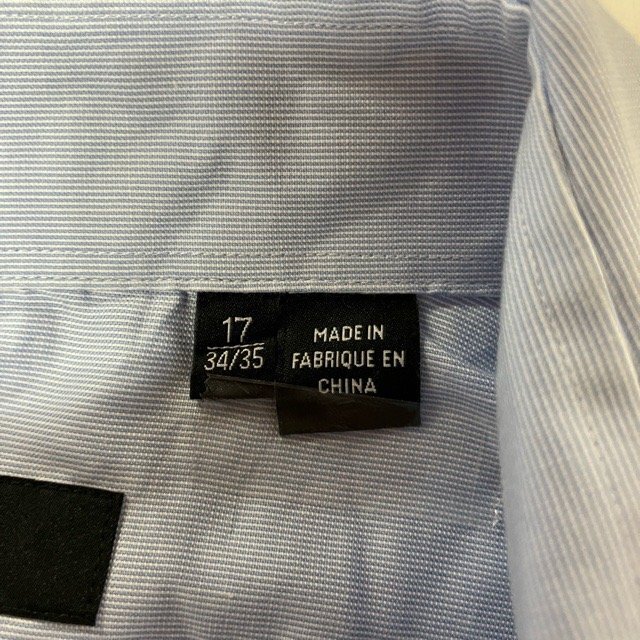 17
34/35
MADE IN
FABRIQUE EN
CHINA